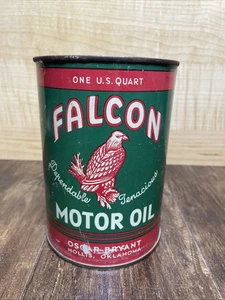 ONE U.S. QUART
FALCON
Dependable Tenacious
MOTOR OIL
OSCAR BRYANT
HOLLIS, OKLAHOMA